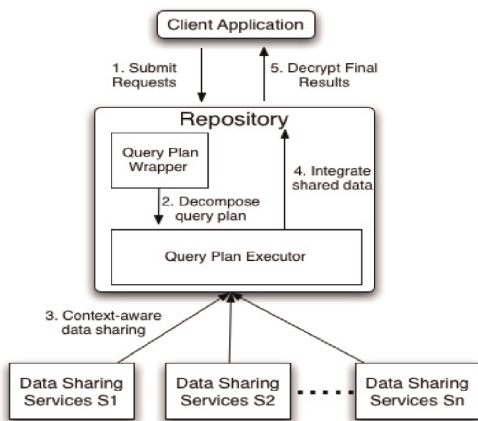 Client Application
1. Submit
Requests
5. Decrypt Final
Results
Repository
Query Plan
Wrapper
4. Integrate
shared data
2. Decompose
query plan
Query Plan Executor
3. Context-aware
data sharing
Data Sharing
Services S1
Data Sharing
Services S2
Data Sharing
Services Sn